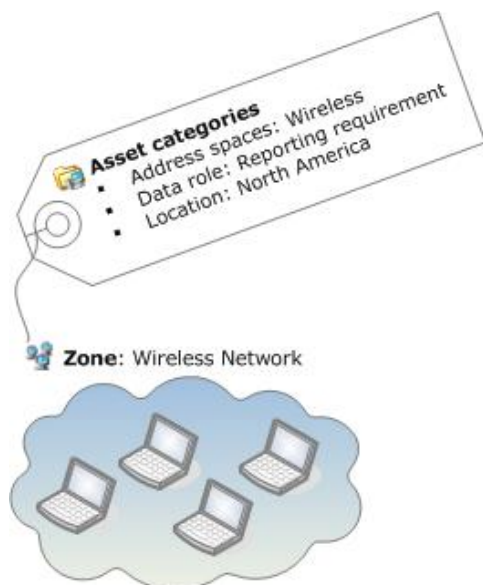 Asset categories
▪ Address spaces: Wireless
▪ Data role: Reporting requirement
▪ Location: North America
Zone: Wireless Network